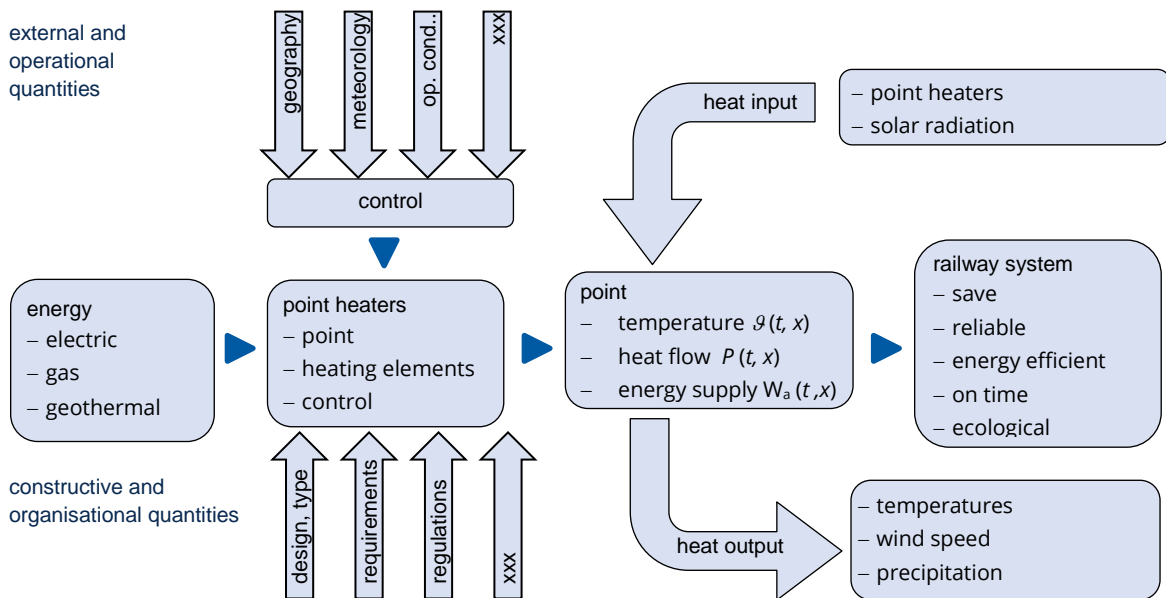 external and
operational
quantities
geography
meteorology
op. cond..
xxx
control
heat input
– point heaters
– solar radiation
energy
– electric
– gas
– geothermal
point heaters
– point
– heating elements
– control
point
- temperature ϑ (t, x)
- heat flow P (t, x)
- energy supply Wₐ (t ,x)
railway system
– save
– reliable
– energy efficient
– on time
– ecological
constructive and
organisational quantities
design, type
requirements
regulations
xxx
heat output
– temperatures
– wind speed
– precipitation